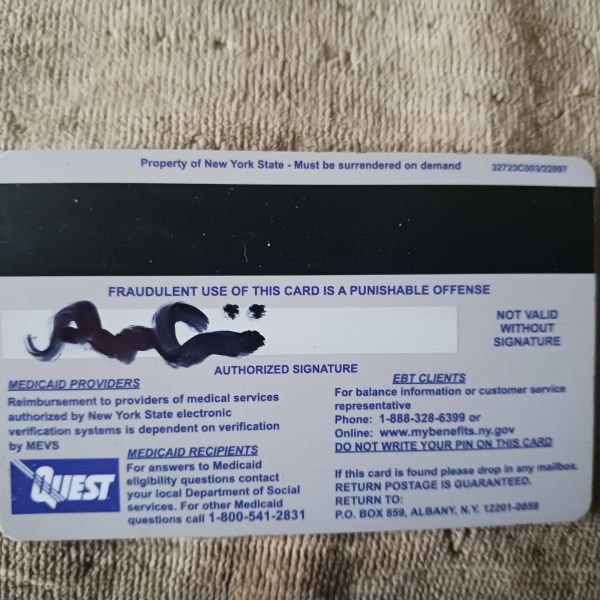 Property of New York State - Must be surrendered on demand 32723C003/22897
FRAUDULENT USE OF THIS CARD IS A PUNISHABLE OFFENSE
NOT VALID
WITHOUT
SIGNATURE
AUTHORIZED SIGNATURE
MEDICAID PROVIDERS
Reimbursement to providers of medical services
authorized by New York State electronic
verification systems is dependent on verification
by MEVS
EBT CLIENTS
For balance information or customer service
representative
Phone: 1-888-328-6399 or
Online: www.mybenefits.ny.gov
DO NOT WRITE YOUR PIN ON THIS CARD
QUEST
MEDICAID RECIPIENTS
For answers to Medicaid
eligibility questions contact
your local Department of Social
services. For other Medicaid
questions call 1-800-541-2831
If this card is found please drop in any mailbox.
RETURN POSTAGE IS GUARANTEED.
RETURN TO:
P.O. BOX 859, ALBANY, N.Y. 12201-0859